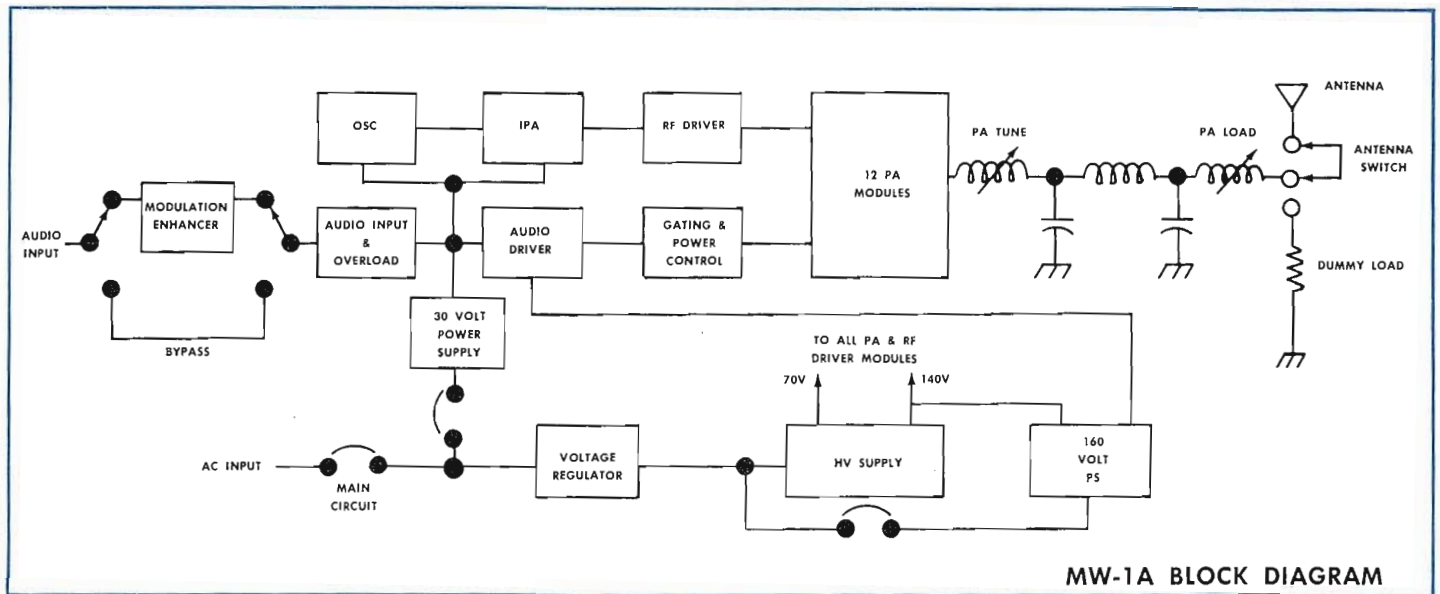 OSC
IPA
RF DRIVER
12 PA
MODULES
PA TUNE
PA LOAD
ANTENNA
ANTENNA
SWITCH
DUMMY LOAD
AUDIO
INPUT
MODULATION
ENHANCER
BYPASS
AUDIO INPUT
&
OVERLOAD
AUDIO
DRIVER
GATING &
POWER
CONTROL
30 VOLT
POWER
SUPPLY
TO ALL PA & RF
DRIVER MODULES
70V
140V
AC INPUT
MAIN
CIRCUIT
VOLTAGE
REGULATOR
HV SUPPLY
160
VOLT
PS
MW-1A BLOCK DIAGRAM